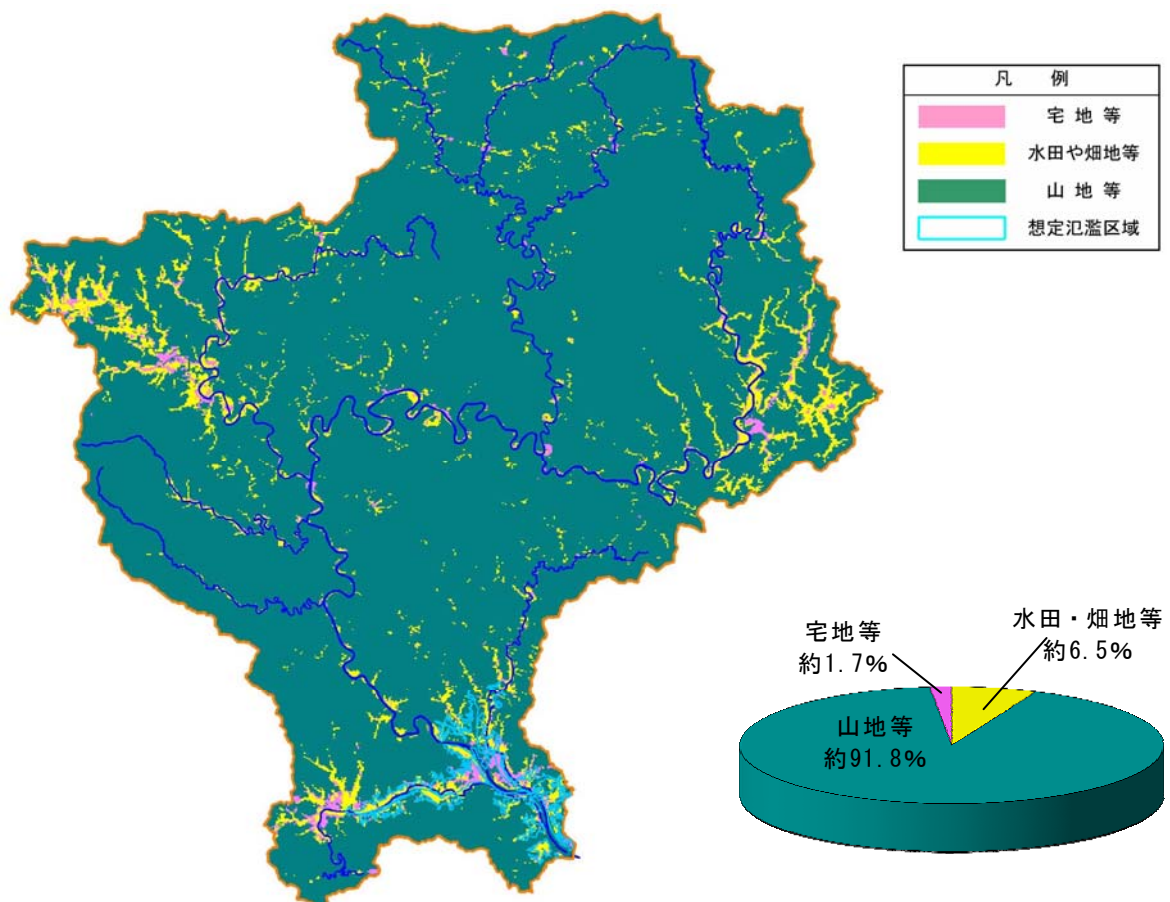 凡 例
宅 地 等
水田や畑地等
山 地 等
想定氾濫区域
宅地等
約1.7%
水田・畑地等
約6.5%
山地等
約91.8%